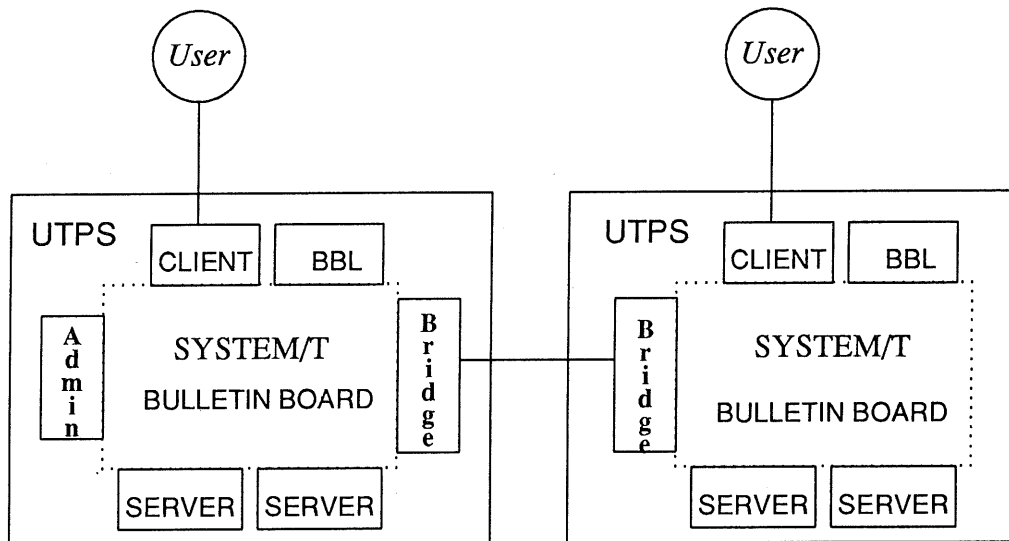 User
User
UTPS
CLIENT
BBL
Admin
SYSTEM/T
BULLETIN BOARD
Bridge
SERVER
SERVER
UTPS
CLIENT
BBL
Bridge
SYSTEM/T
BULLETIN BOARD
SERVER
SERVER